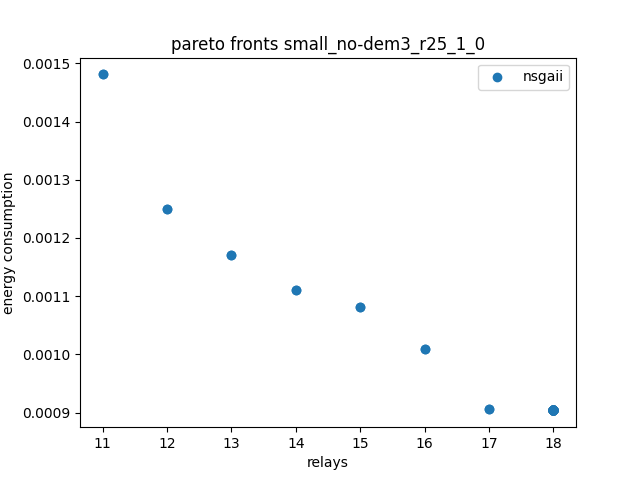 pareto fronts small_no-dem3_r25_1_0
nsgaii
0.0015
0.0014
0.0013
0.0012
0.0011
0.0010
0.0009
energy consumption
11 12 13 14 15 16 17 18
relays